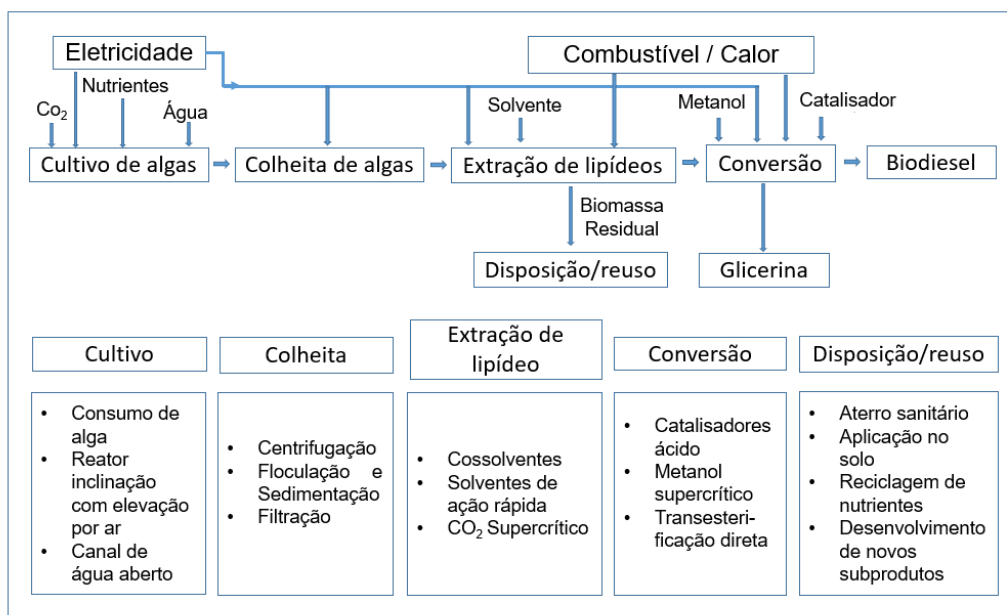 Eletricidade
Combustível / Calor
Nutrientes
Co2
Água
Solvente
Metanol
Catalisador
Cultivo de algas
Colheita de algas
Extração de lipídeos
Conversão
Biodiesel
Biomassa
Residual
Disposição/reuso
Glicerina
Cultivo
Colheita
Extração de
lipídeo
Conversão
Disposição/reuso
• Consumo de
alga
• Reator
inclinação
com elevação
por ar
• Canal de
água aberto
• Centrifugação
• Floculação e
Sedimentação
• Filtração
• Cossolventes
• Solventes de
ação rápida
• CO2 Supercrítico
• Catalisadores
ácido
• Metanol
supercrítico
• Transesteri-
ficação direta
• Aterro sanitário
• Aplicação no
solo
• Reciclagem de
nutrientes
• Desenvolvimento
de novos
subprodutos